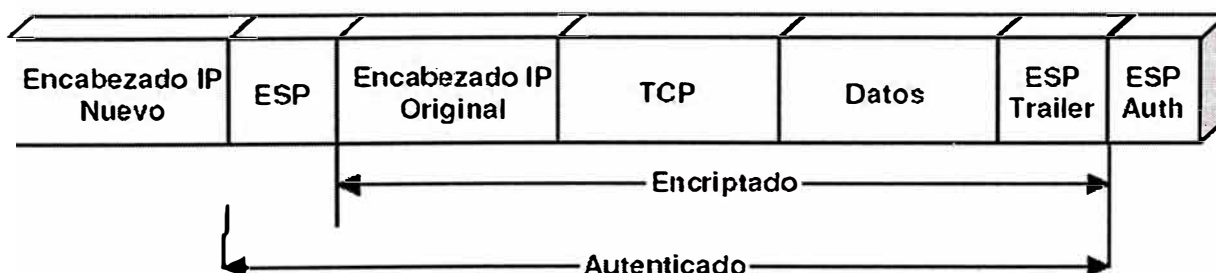 Encabezado IP
Nuevo
ESP
Encabezado IP
Original
TCP
Datos
ESP
Trailer
ESP
Auth
Encriptado
Autenticado